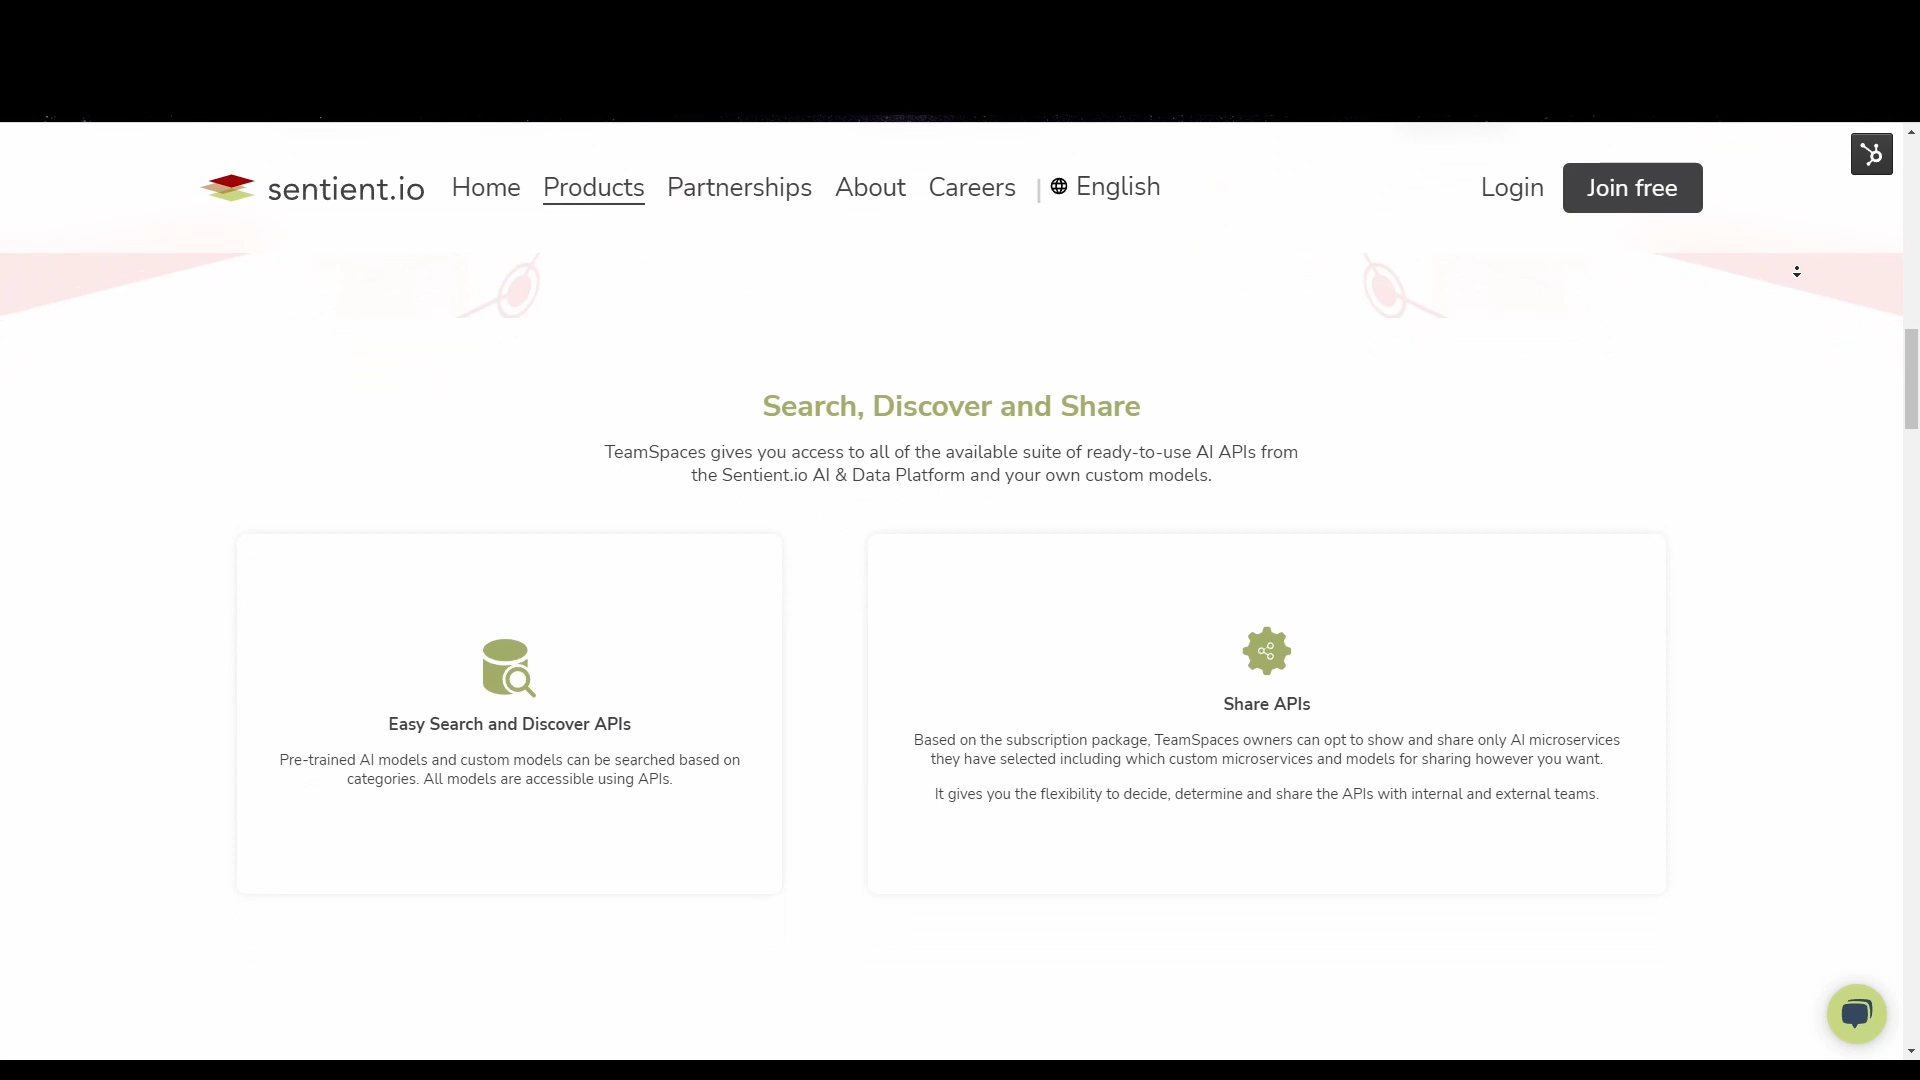 sentient.io
Home
Products
Partnerships
About
Careers
English
Login
Join free
Search, Discover and Share
TeamSpaces gives you access to all of the available suite of ready-to-use AI APIs from
the Sentient.io AI & Data Platform and your own custom models.
Easy Search and Discover APIs
Pre-trained AI models and custom models can be searched based on
categories. All models are accessible using APIs.
Share APIs
Based on the subscription package, TeamSpaces owners can opt to show and share only AI microservices
they have selected including which custom microservices and models for sharing however you want.
It gives you the flexibility to decide, determine and share the APIs with internal and external teams.